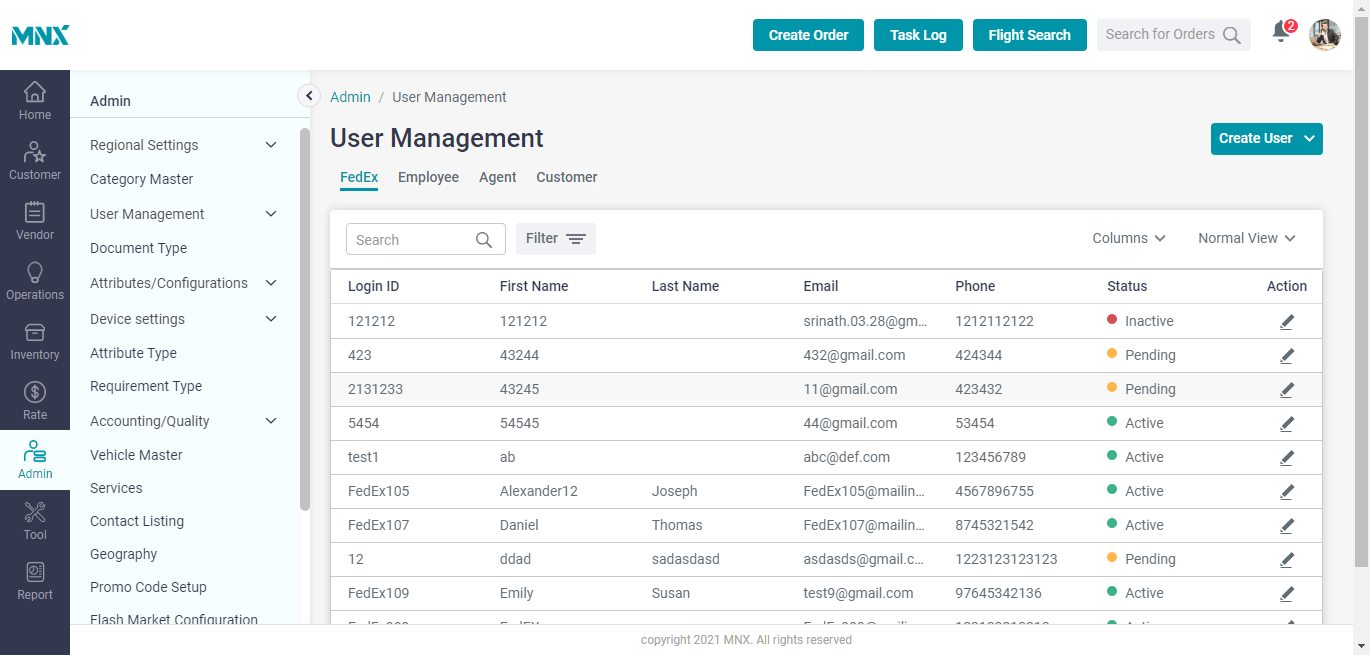 MNX
Create Order
Task Log
Flight Search
Search for Orders
2
Home
Customer
Vendor
Operations
Inventory
Rate
Admin
Tool
Report
Admin
Regional Settings
Category Master
User Management
Document Type
Attributes/Configurations
Device settings
Attribute Type
Requirement Type
Accounting/Quality
Vehicle Master
Services
Contact Listing
Geography
Promo Code Setup
Flash Market Configuration
Admin / User Management
User Management
Create User
FedEx Employee Agent Customer
Search Filter Columns Normal View
Login ID First Name Last Name Email Phone Status Action
121212 121212 srinath.03.28@gm... 1212112122 Inactive
423 43244 432@gmail.com 424344 Pending
2131233 43245 11@gmail.com 423432 Pending
5454 54545 44@gmail.com 53454 Active
test1 ab abc@def.com 123456789 Active
FedEx105 Alexander12 Joseph FedEx105@mailin... 4567896755 Active
FedEx107 Daniel Thomas FedEx107@mailin... 8745321542 Active
12 ddad sadasdasd asdasds@gmail.c... 1223123123123 Pending
FedEx109 Emily Susan test9@gmail.com 97645342136 Active
copyright 2021 MNX. All rights reserved